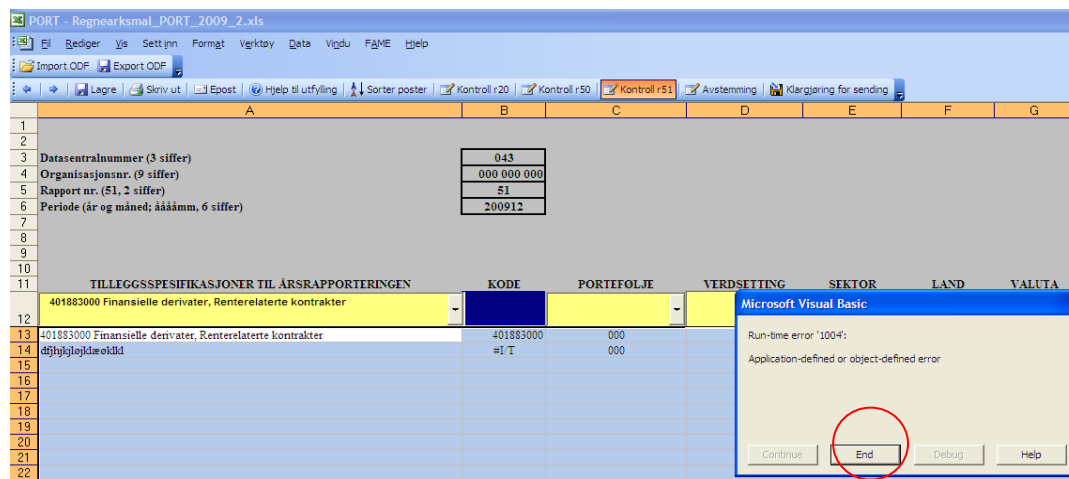 PORT - Regnearksmal_PORT_2009_2.xls
Fil Rediger Vis Sett inn Format Verktøy Data Vindu FAME Hjelp
Import ODF Export ODF
Lagre Skriv ut Epost Hjelp til utfylling Sorter poster Kontroll r20 Kontroll r50 Kontroll r51 Avstemming Klargjøring for sending
A B C D E F G
1
2
3 Datasentralnummer (3 siffer) 043
4 Organisasjonsnr. (9 siffer) 000 000 000
5 Rapport nr. (51, 2 siffer) 51
6 Periode (år og måned; ååååmm, 6 siffer) 200912
7
8
9
10
11 TILLEGGSSPESIFIKASJONER TIL ÅRSRAPPORTERINGEN KODE PORTEFØLJE VERDSETTING SEKTOR LAND VALUTA
12 401883000 Finansielle derivater, Renterelaterte kontrakter
13 401883000 Finansielle derivater, Renterelaterte kontrakter 401883000 000
14 dfjhjkjløjklæøklkl #I/T 000
15
16
17
18
19
20
21
22
Microsoft Visual Basic
Run-time error '1004':
Application-defined or object-defined error
Continue End Debug Help